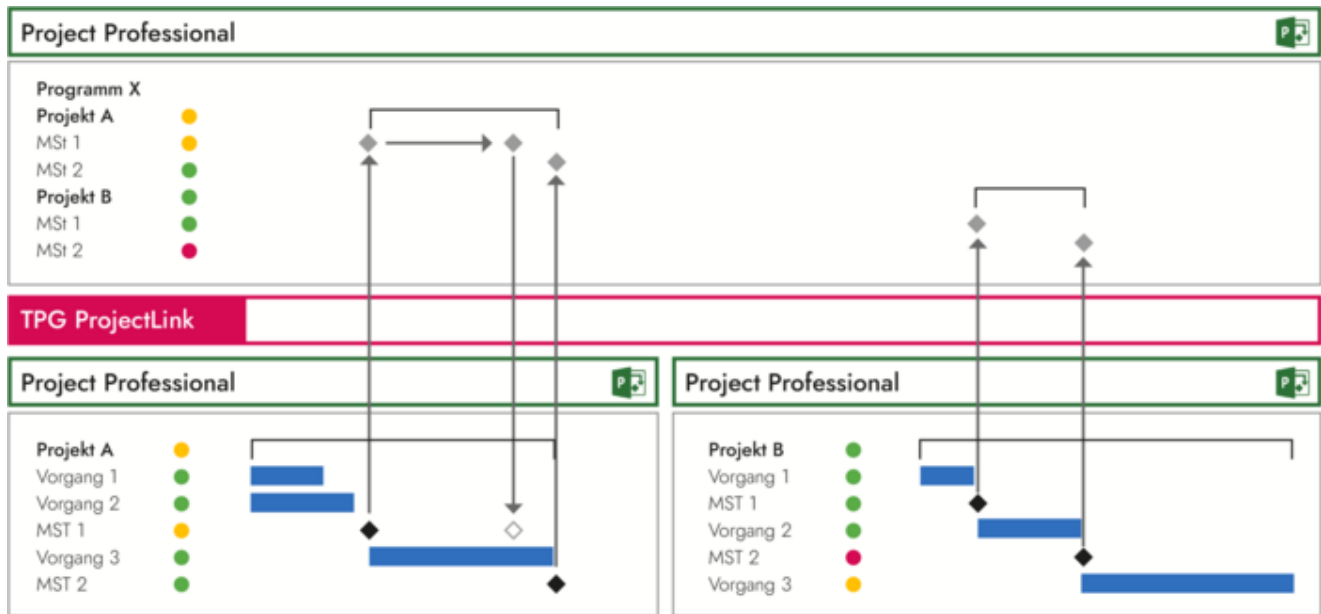 Project Professional
P
Programm X
Projekt A
MSt 1
MSt 2
Projekt B
MSt 1
MSt 2
TPG ProjectLink
Project Professional
P
Projekt A
Vorgang 1
Vorgang 2
MST 1
Vorgang 3
MST 2
Project Professional
P
Projekt B
Vorgang 1
MST 1
Vorgang 2
MST 2
Vorgang 3